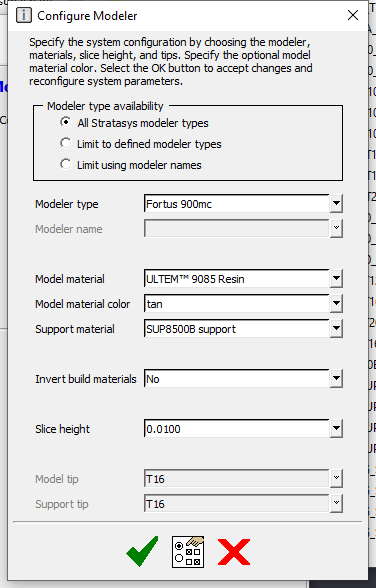 Configure Modeler
Specify the system configuration by choosing the modeler,
materials, slice height, and tips. Specify the optional model
material color. Select the OK button to accept changes and
reconfigure system parameters.
Modeler type availability
All Stratasys modeler types
Limit to defined modeler types
Limit using modeler names
Modeler type Fortus 900mc
Modeler name
Model material ULTEM™ 9085 Resin
Model material color tan
Support material SUP8500B support
Invert build materials No
Slice height 0.0100
Model tip T16
Support tip T16